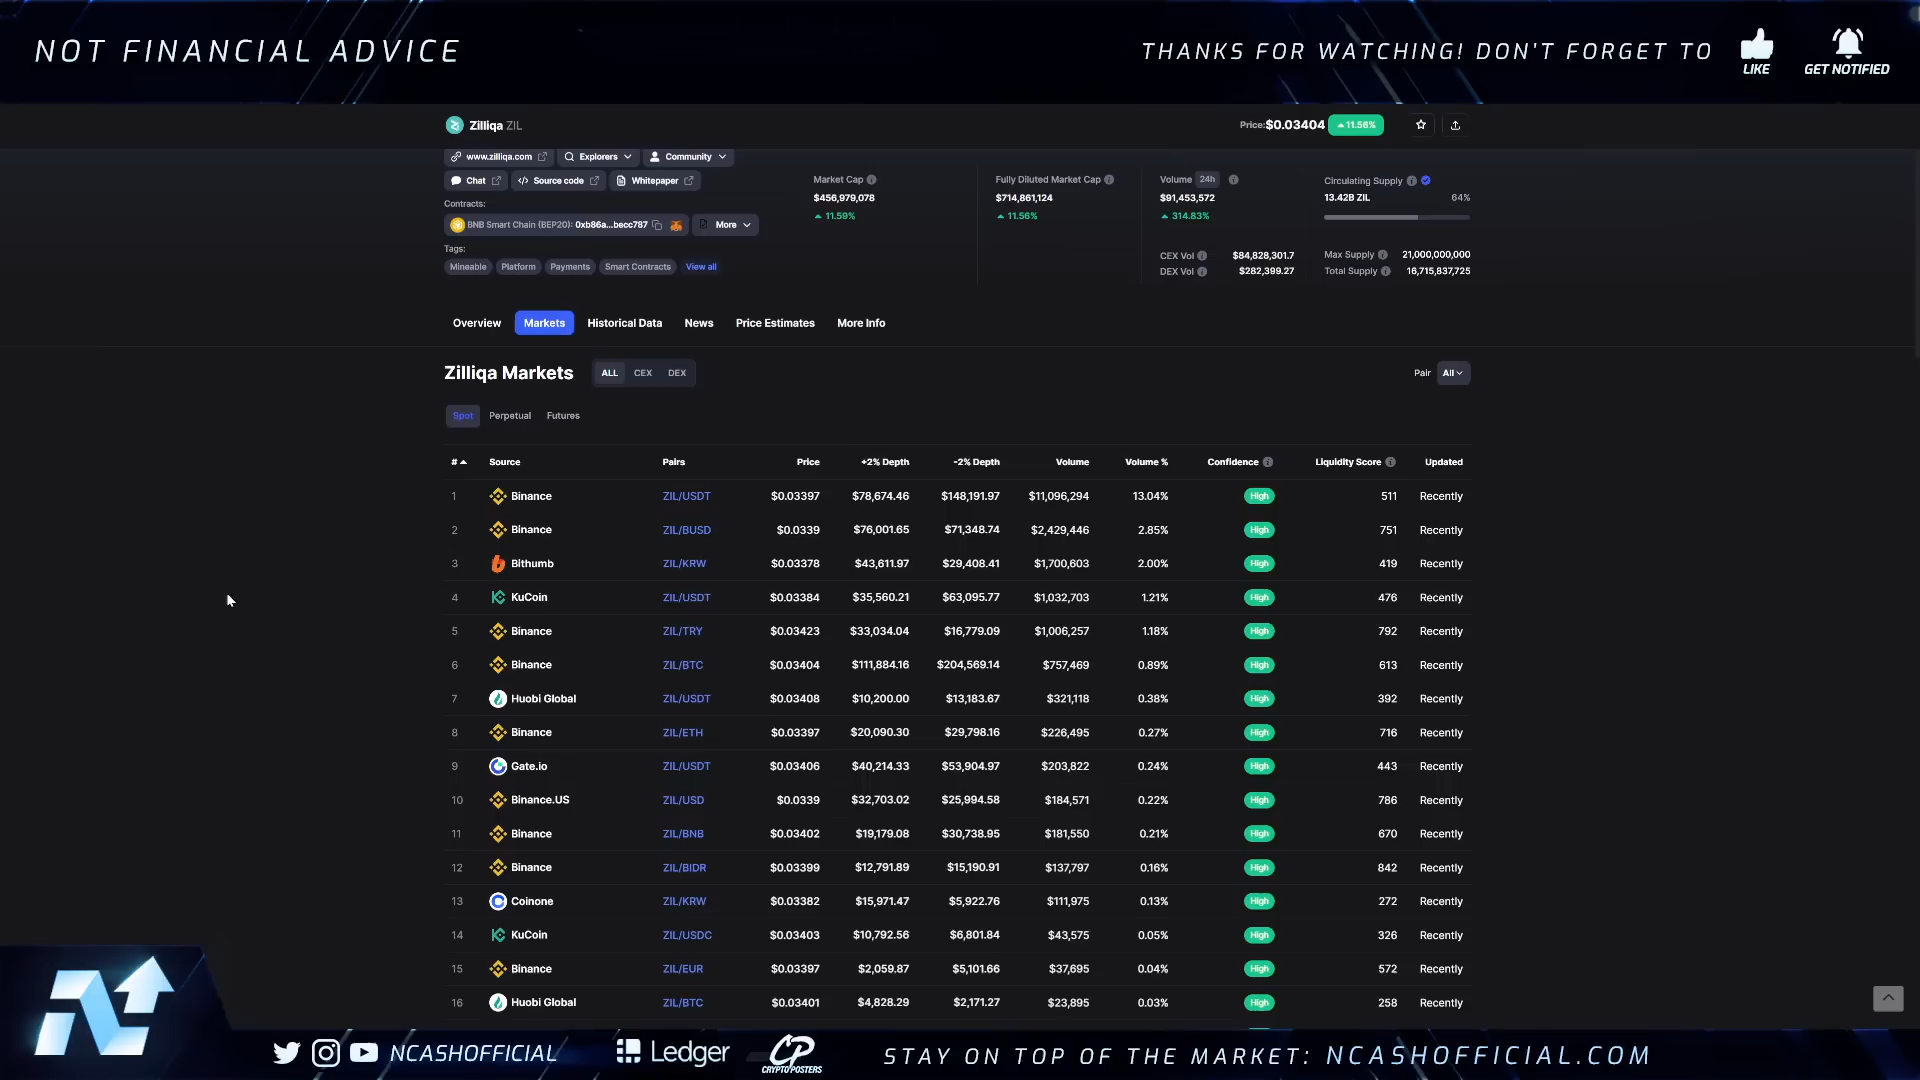 NOT FINANCIAL ADVICE
THANKS FOR WATCHING! DON'T FORGET TO
LIKE
GET NOTIFIED
Zilliqa ZIL
Price:$0.03404 11.56%
www.zilliqa.com Explorers Community
Chat Source code Whitepaper
Contracts:
BNB Smart Chain (BEP20): 0xb86a...becc787 More
Tags:
Mineable Platform Payments Smart Contracts View all
Market Cap
$456,979,078
11.59%
Fully Diluted Market Cap
$714,861,124
11.56%
Volume 24h
$91,453,572
314.83%
CEX Vol $84,828,301.7
DEX Vol $282,399.27
Circulating Supply
13.42B ZIL 64%
Max Supply 21,000,000,000
Total Supply 16,715,837,725
Overview Markets Historical Data News Price Estimates More Info
Zilliqa Markets ALL CEX DEX Pair All
Spot Perpetual Futures
# Source Pairs Price +2% Depth -2% Depth Volume Volume % Confidence Liquidity Score Updated
1 Binance ZIL/USDT $0.03397 $78,674.46 $148,191.97 $11,096,294 13.04% High 511 Recently
2 Binance ZIL/BUSD $0.0339 $76,001.65 $71,348.74 $2,429,446 2.85% High 751 Recently
3 Bithumb ZIL/KRW $0.03378 $43,611.97 $29,408.41 $1,700,603 2.00% High 419 Recently
4 KuCoin ZIL/USDT $0.03384 $35,560.21 $63,095.77 $1,032,703 1.21% High 476 Recently
5 Binance ZIL/TRY $0.03423 $33,034.04 $16,779.09 $1,006,257 1.18% High 792 Recently
6 Binance ZIL/BTC $0.03404 $111,884.16 $204,569.14 $757,469 0.89% High 613 Recently
7 Huobi Global ZIL/USDT $0.03408 $10,200.00 $13,183.67 $321,118 0.38% High 392 Recently
8 Binance ZIL/ETH $0.03397 $20,090.30 $29,798.16 $226,495 0.27% High 716 Recently
9 Gate.io ZIL/USDT $0.03406 $40,214.33 $53,904.97 $203,822 0.24% High 443 Recently
10 Binance.US ZIL/USD $0.0339 $32,703.02 $25,994.58 $184,571 0.22% High 786 Recently
11 Binance ZIL/BNB $0.03402 $19,179.08 $30,738.95 $181,550 0.21% High 670 Recently
12 Binance ZIL/BIDR $0.03399 $12,791.89 $15,190.91 $137,797 0.16% High 842 Recently
13 Coinone ZIL/KRW $0.03382 $15,971.47 $5,922.76 $111,975 0.13% High 272 Recently
14 KuCoin ZIL/USDC $0.03403 $10,792.56 $6,801.84 $43,575 0.05% High 326 Recently
15 Binance ZIL/EUR $0.03397 $2,059.87 $5,101.66 $37,695 0.04% High 572 Recently
16 Huobi Global ZIL/BTC $0.03401 $4,828.29 $2,171.27 $23,895 0.03% High 258 Recently
NCASHOFFICIAL
Ledger
CP
CRYPTOPOSTERS
STAY ON TOP OF THE MARKET: NCASHOFFICIAL.COM